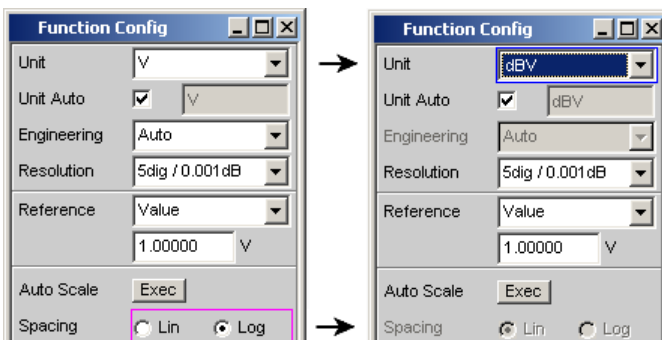 Function Config
Unit V
Unit Auto V
Engineering Auto
Resolution 5dig / 0.001dB
Reference Value
1.00000 V
Auto Scale Exec
Spacing Lin Log
Function Config
Unit dBV
Unit Auto dBV
Engineering Auto
Resolution 5dig / 0.001dB
Reference Value
1.00000 V
Auto Scale Exec
Spacing Lin Log